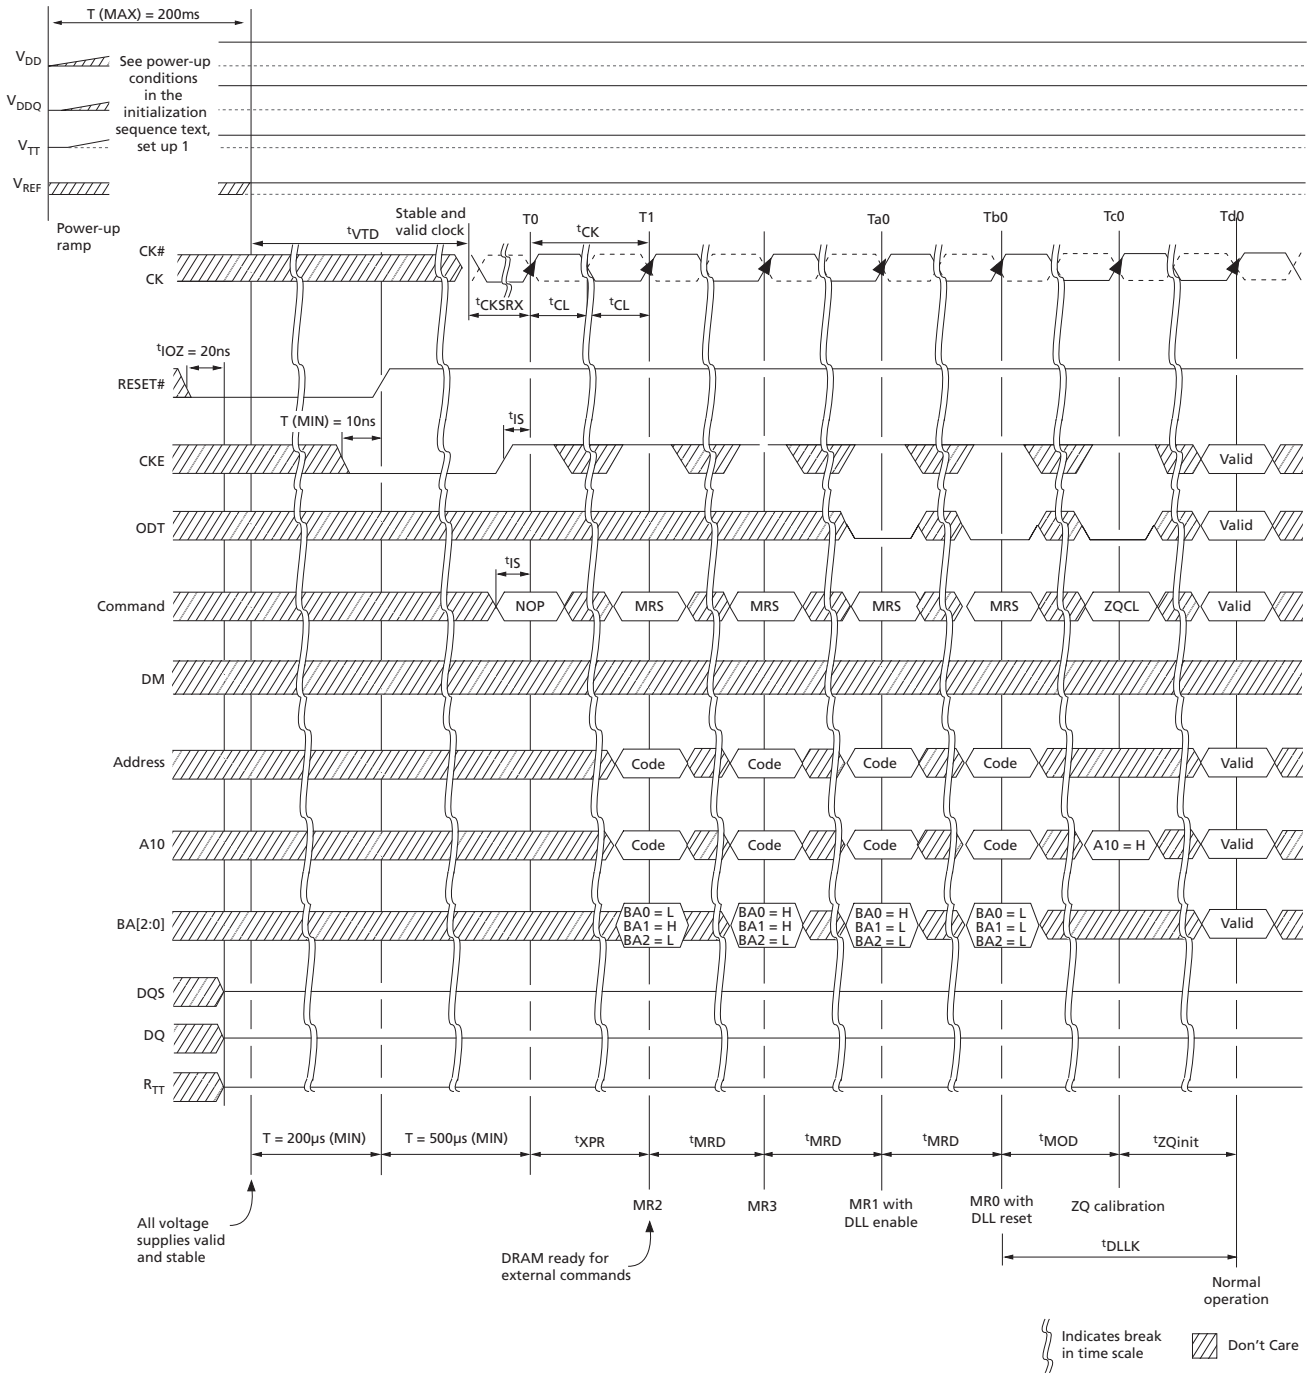 T (MAX) = 200ms
VDD
See power-up
conditions
in the
initialization
sequence text,
set up 1
VDDQ
VTT
VREF
Power-up
ramp
Stable and
valid clock
T0
T1
Ta0
Tb0
Tc0
Td0
tVTD
tCK
CK#
CK
tCKSRX
tCL
tCL
tIOZ = 20ns
RESET#
T (MIN) = 10ns
tIS
CKE
Valid
ODT
Valid
tIS
Command
NOP
MRS
MRS
MRS
MRS
ZQCL
Valid
DM
Address
Code
Code
Code
Code
Valid
A10
Code
Code
Code
Code
A10 = H
Valid
BA[2:0]
BA0 = L
BA1 = H
BA2 = L
BA0 = H
BA1 = H
BA2 = L
BA0 = H
BA1 = L
BA2 = L
BA0 = L
BA1 = L
BA2 = L
Valid
DQS
DQ
RTT
T = 200µs (MIN)
T = 500µs (MIN)
tXPR
tMRD
tMRD
tMRD
tMOD
tZQinit
MR2
MR3
MR1 with
DLL enable
MR0 with
DLL reset
ZQ calibration
All voltage
supplies valid
and stable
DRAM ready for
external commands
tDLLK
Normal
operation
Indicates break
in time scale
Don't Care